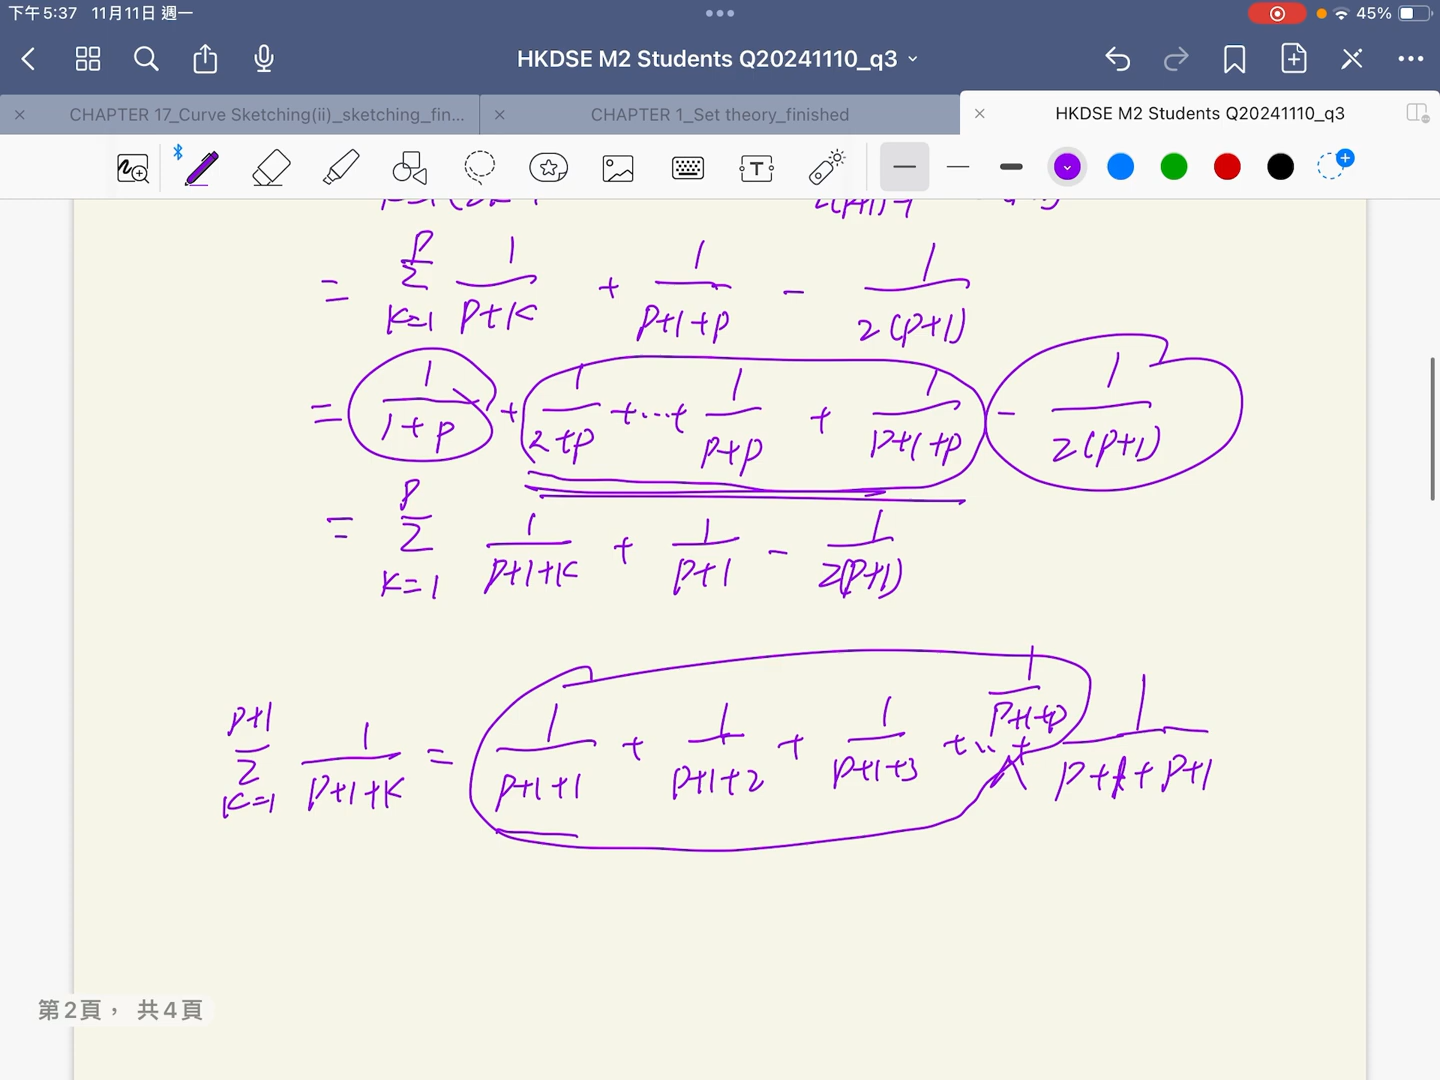 下午5:37 11月11日 週一
45%
HKDSE M2 Students Q20241110_q3
CHAPTER 17_Curve Sketching(ii)_sketching_fin...
CHAPTER 1_Set theory_finished
HKDSE M2 Students Q20241110_q3
= Σ_{K=1}^{P} 1/(P+K) + 1/(P+1+P) - 1/(2(P+1))
= 1/(1+P) + 1/(2+P) +...+ 1/(P+P) + 1/(P+1+P) - 1/(2(P+1))
= Σ_{K=1}^{P} 1/(P+1+K) + 1/(P+1) - 1/(2(P+1))
Σ_{K=1}^{P+1} 1/(P+1+K) = 1/(P+1+1) + 1/(P+1+2) + 1/(P+1+3) +...+ 1/(P+1+P) 1/(P+1+P+1)
第2頁, 共4頁